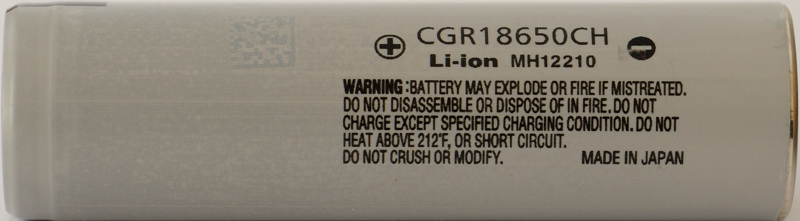 CGR18650CH
Li-ion MH12210
WARNING:BATTERY MAY EXPLODE OR FIRE IF MISTREATED.
DO NOT DISASSEMBLE OR DISPOSE OF IN FIRE. DO NOT
CHARGE EXCEPT SPECIFIED CHARGING CONDITION. DO NOT
HEAT ABOVE 212°F, OR SHORT CIRCUIT.
DO NOT CRUSH OR MODIFY. MADE IN JAPAN